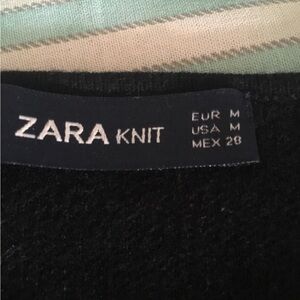 ZARA KNIT
EUR M
USA M
MEX 28